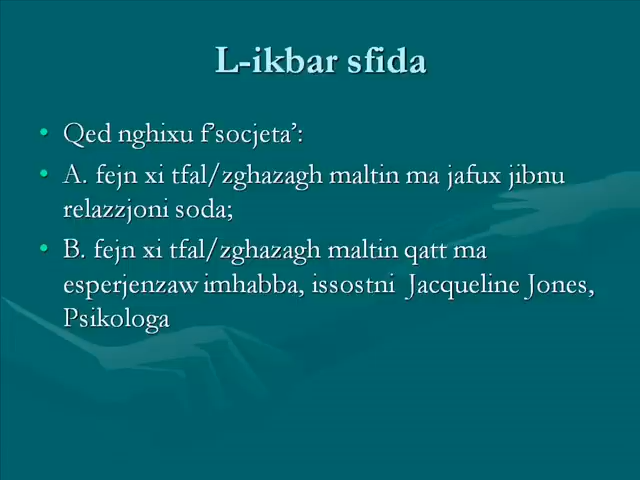 L-ikbar sfida
• Qed nghixu f'socjeta':
• A. fejn xi tfal/zghazagh maltin ma jafux jibnu
relazzjoni soda;
• B. fejn xi tfal/zghazagh maltin qatt ma
esperjenzaw imhabba, issostni Jacqueline Jones,
Psikologa